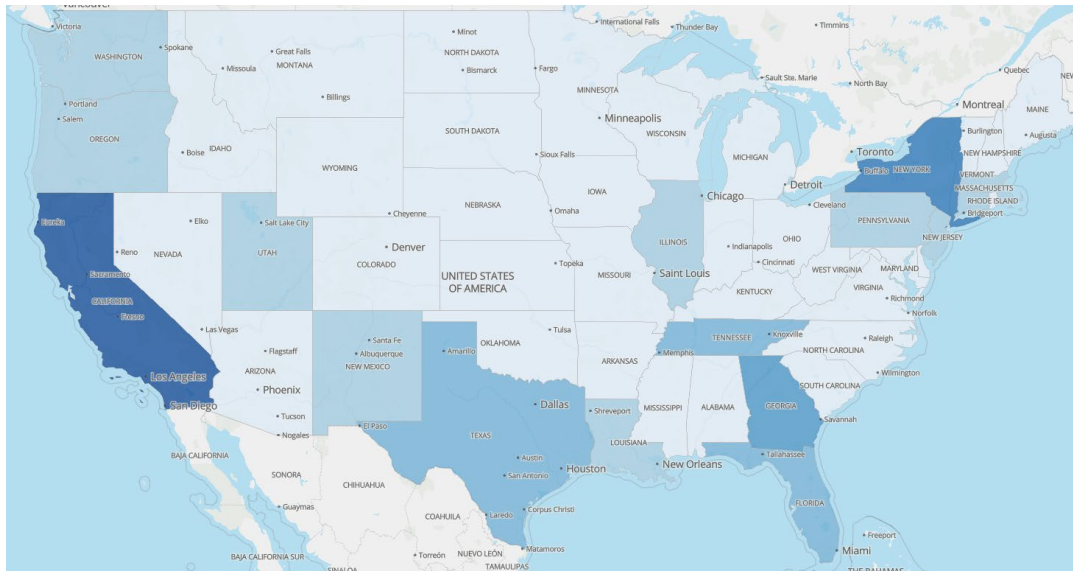 Vancouver
Victoria
Spokane
WASHINGTON
Portland
Salem
OREGON
Boise
IDAHO
Missoula
Great Falls
MONTANA
Billings
WYOMING
Cheyenne
Minot
NORTH DAKOTA
Bismarck
Fargo
SOUTH DAKOTA
Sioux Falls
NEBRASKA
Omaha
International Falls
Thunder Bay
MINNESOTA
Minneapolis
WISCONSIN
IOWA
Timmins
Sault Ste. Marie
North Bay
Quebec
Montreal
MAINE
Augusta
Burlington
NEW HAMPSHIRE
VERMONT
MASSACHUSETTS
RHODE ISLAND
Bridgeport
Toronto
Buffalo
NEW YORK
MICHIGAN
Detroit
Chicago
Cleveland
PENNSYLVANIA
NEW JERSEY
Eureka
Sacramento
CALIFORNIA
Fresno
Los Angeles
San Diego
Reno
NEVADA
Elko
Las Vegas
Salt Lake City
UTAH
Denver
COLORADO
UNITED STATES
OF AMERICA
Topeka
MISSOURI
ILLINOIS
Saint Louis
Indianapolis
OHIO
Cincinnati
WEST VIRGINIA
MARYLAND
VIRGINIA
Richmond
Norfolk
KENTUCKY
Flagstaff
ARIZONA
Phoenix
Tucson
Nogales
Santa Fe
Albuquerque
NEW MEXICO
El Paso
Amarillo
OKLAHOMA
Tulsa
ARKANSAS
Memphis
TENNESSEE
Knoxville
Raleigh
NORTH CAROLINA
Wilmington
SOUTH CAROLINA
Dallas
TEXAS
Austin
San Antonio
Houston
Corpus Christi
Laredo
Matamoros
Shreveport
LOUISIANA
New Orleans
MISSISSIPPI
ALABAMA
GEORGIA
Savannah
Tallahassee
FLORIDA
Miami
Freeport
THE BAHAMAS
BAJA CALIFORNIA
SONORA
Guaymas
CHIHUAHUA
COAHUILA
Torreón
NUEVO LEÓN
TAMAULIPAS
BAJA CALIFORNIA SUR
SINALOA